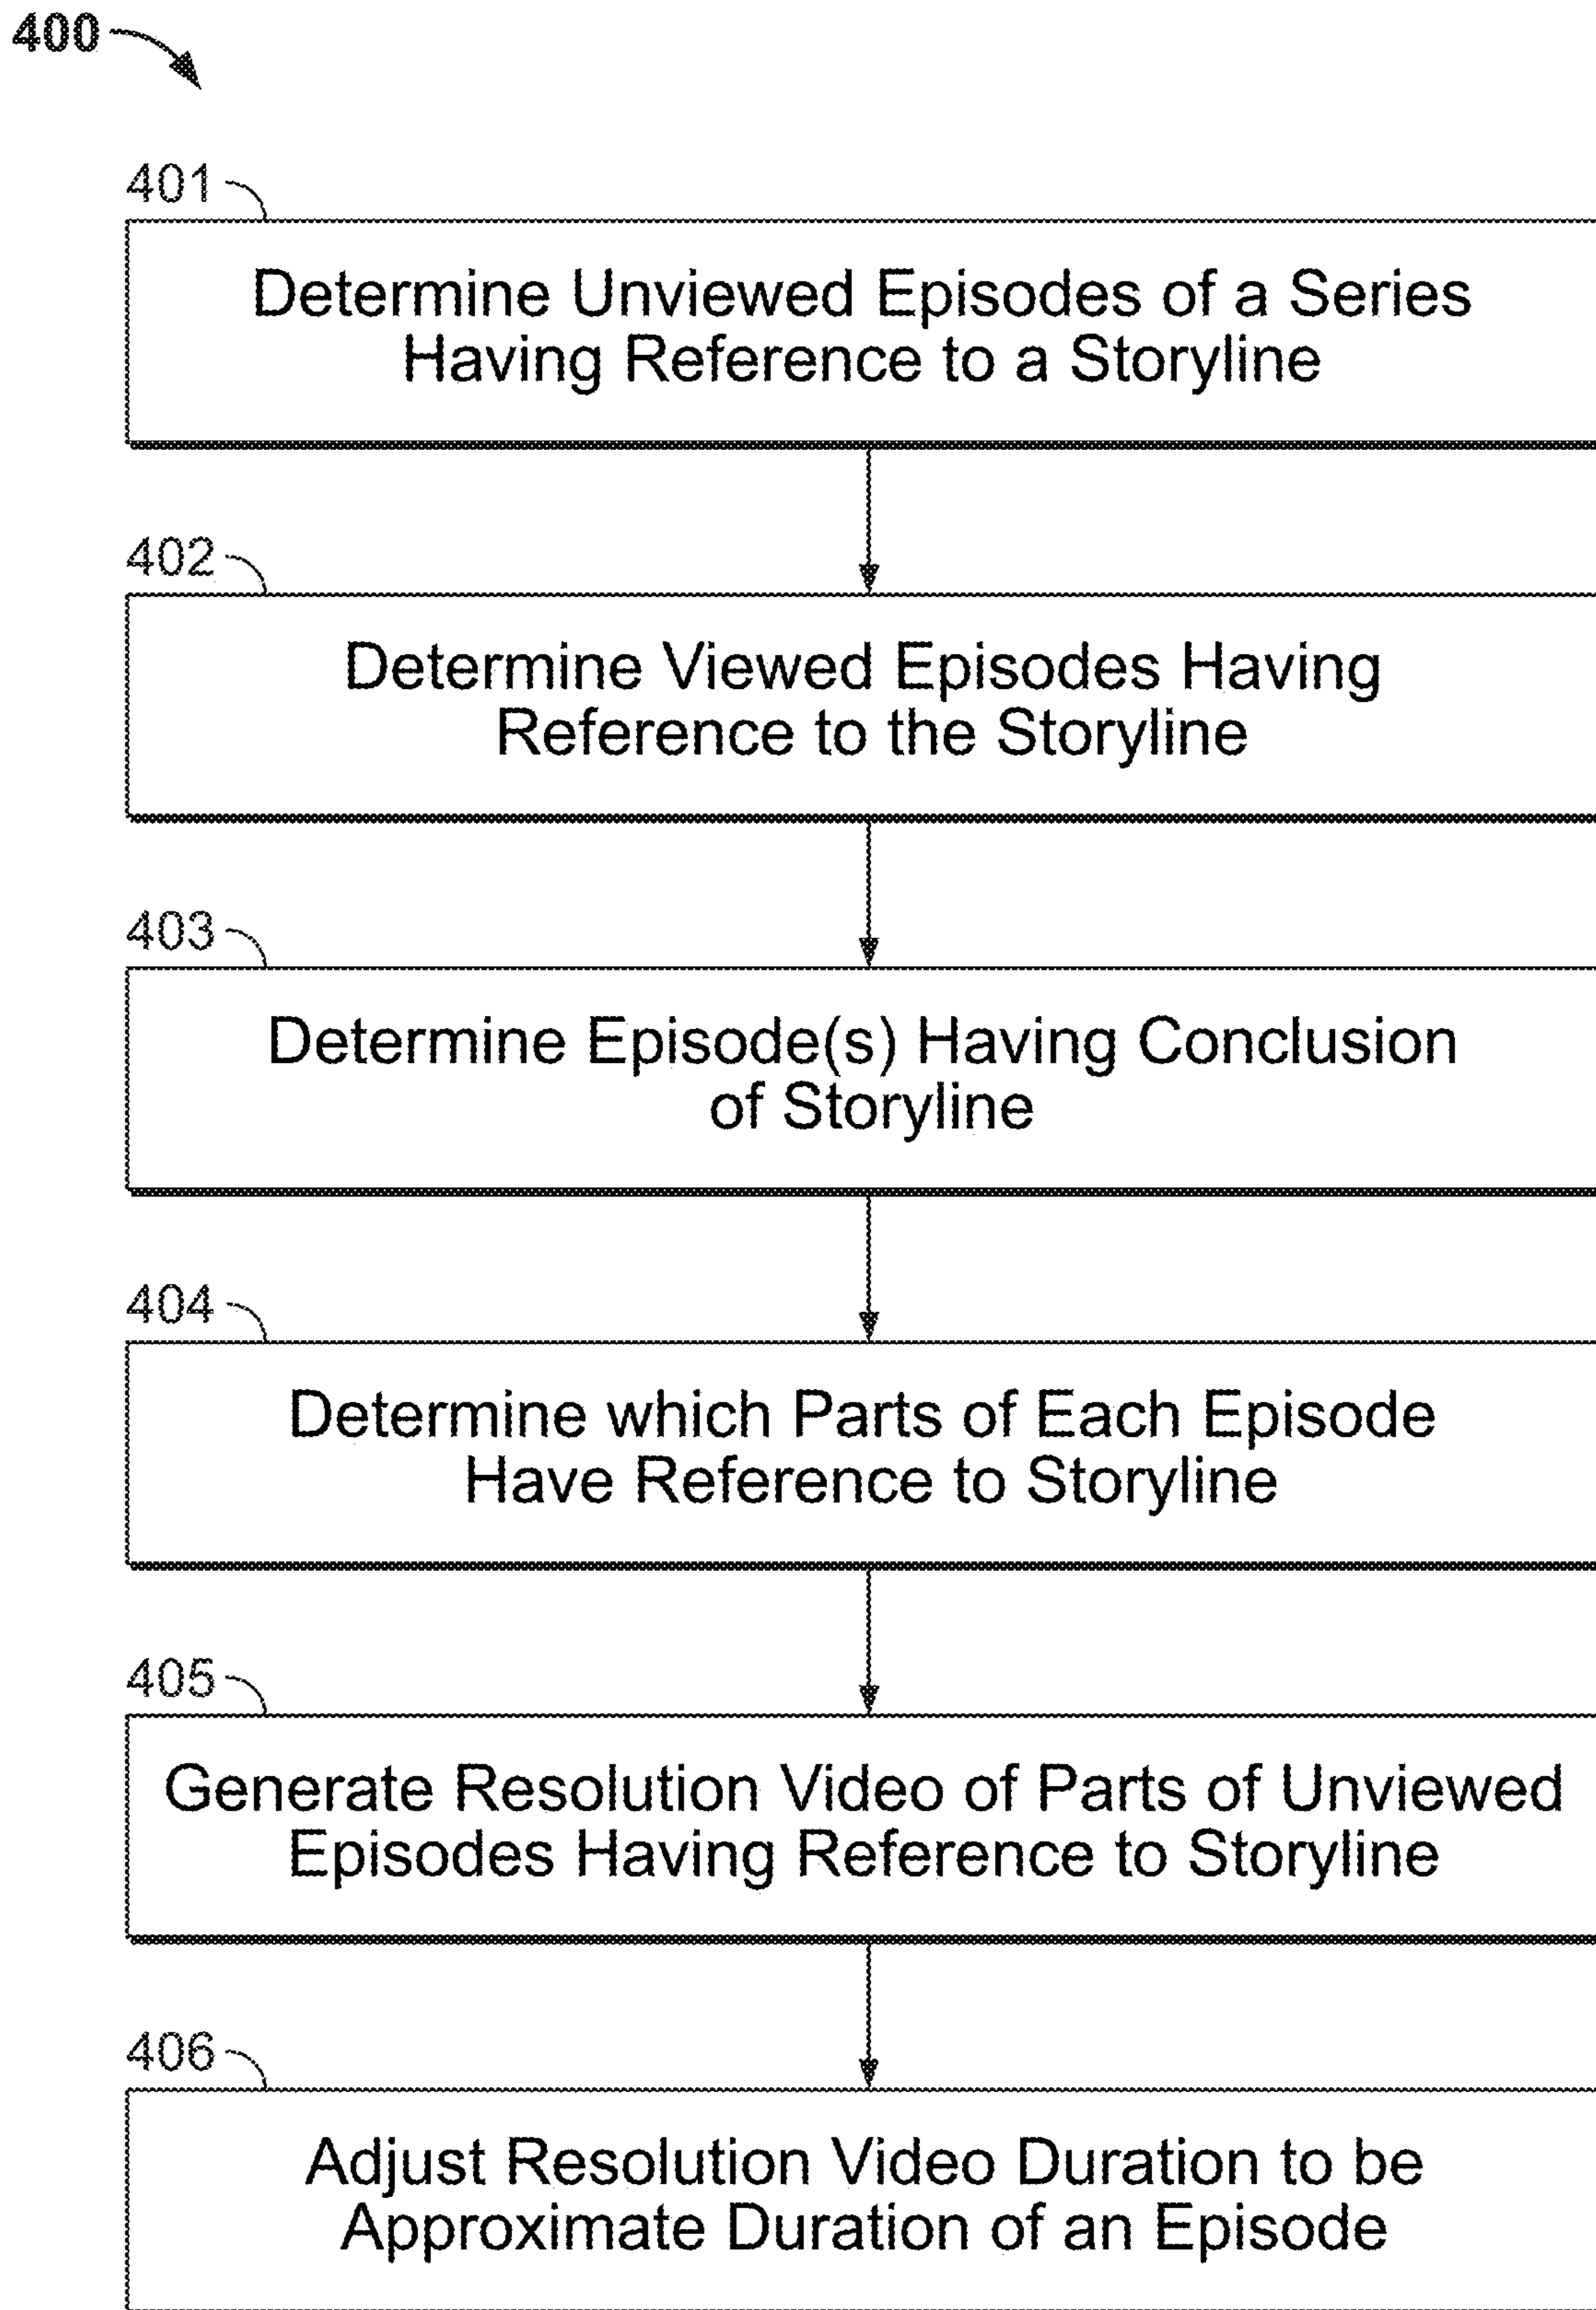 400
401
Determine Unviewed Episodes of a Series
Having Reference to a Storyline
402
Determine Viewed Episodes Having
Reference to the Storyline
403
Determine Episode(s) Having Conclusion
of Storyline
404
Determine which Parts of Each Episode
Have Reference to Storyline
405
Generate Resolution Video of Parts of Unviewed
Episodes Having Reference to Storyline
406
Adjust Resolution Video Duration to be
Approximate Duration of an Episode